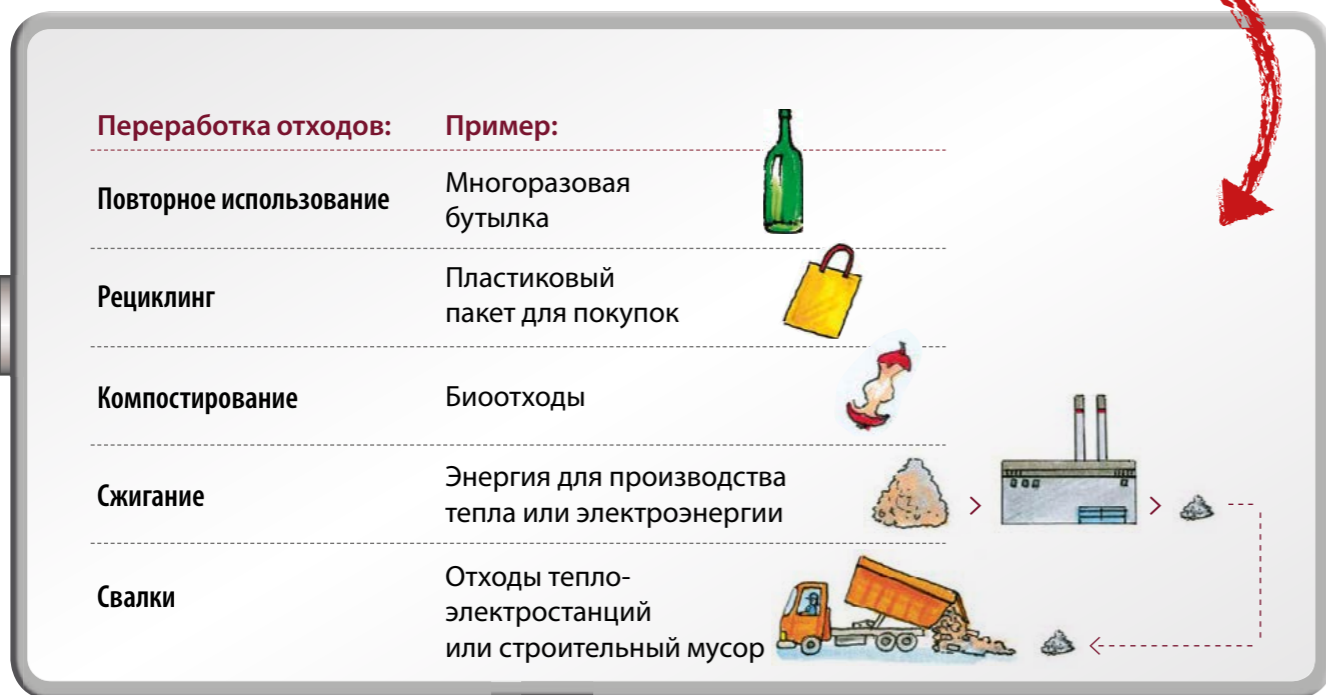 Переработка отходов: Пример:
Повторное использование
Многоразовая
бутылка
Рециклинг
Пластиковый
пакет для покупок
Компостирование
Биоотходы
Сжигание
Энергия для производства
тепла или электроэнергии
Свалки
Отходы тепло-
электростанций
или строительный мусор